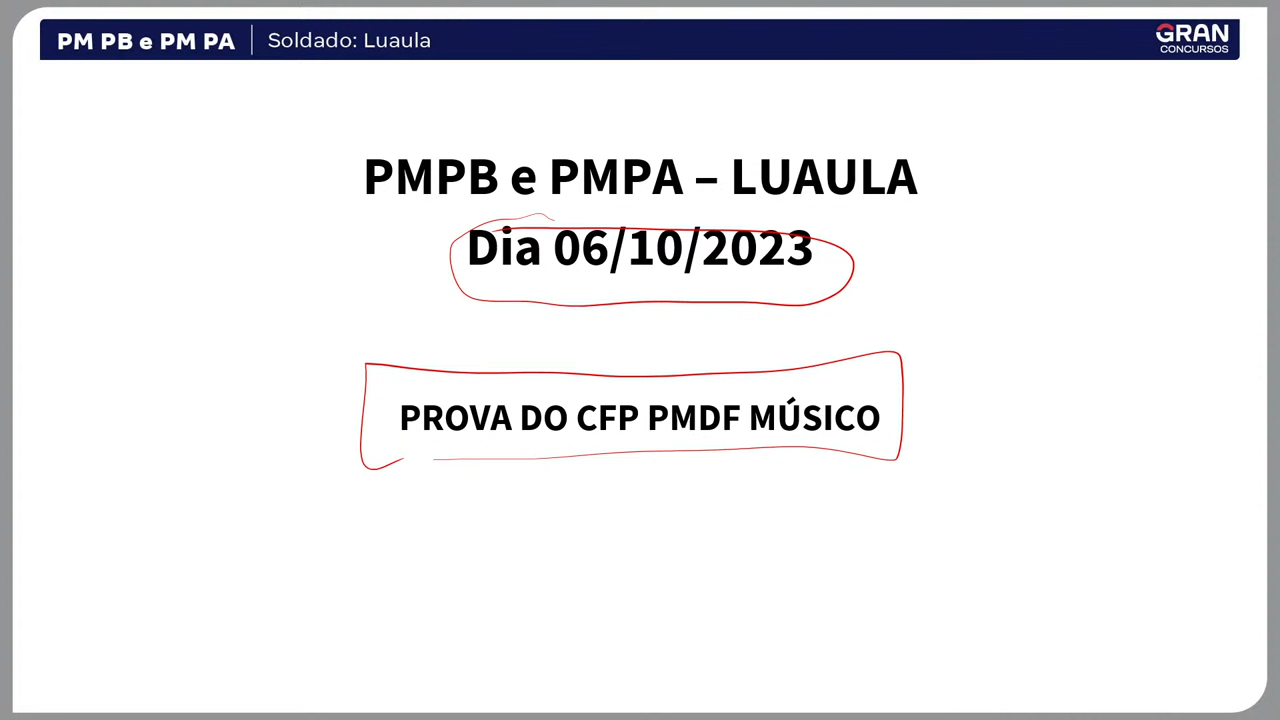 PM PB e PM PA | Soldado: Luaula
GRAN
CONCURSOS
PMPB e PMPA – LUAULA
Dia 06/10/2023
PROVA DO CFP PMDF MÚSICO